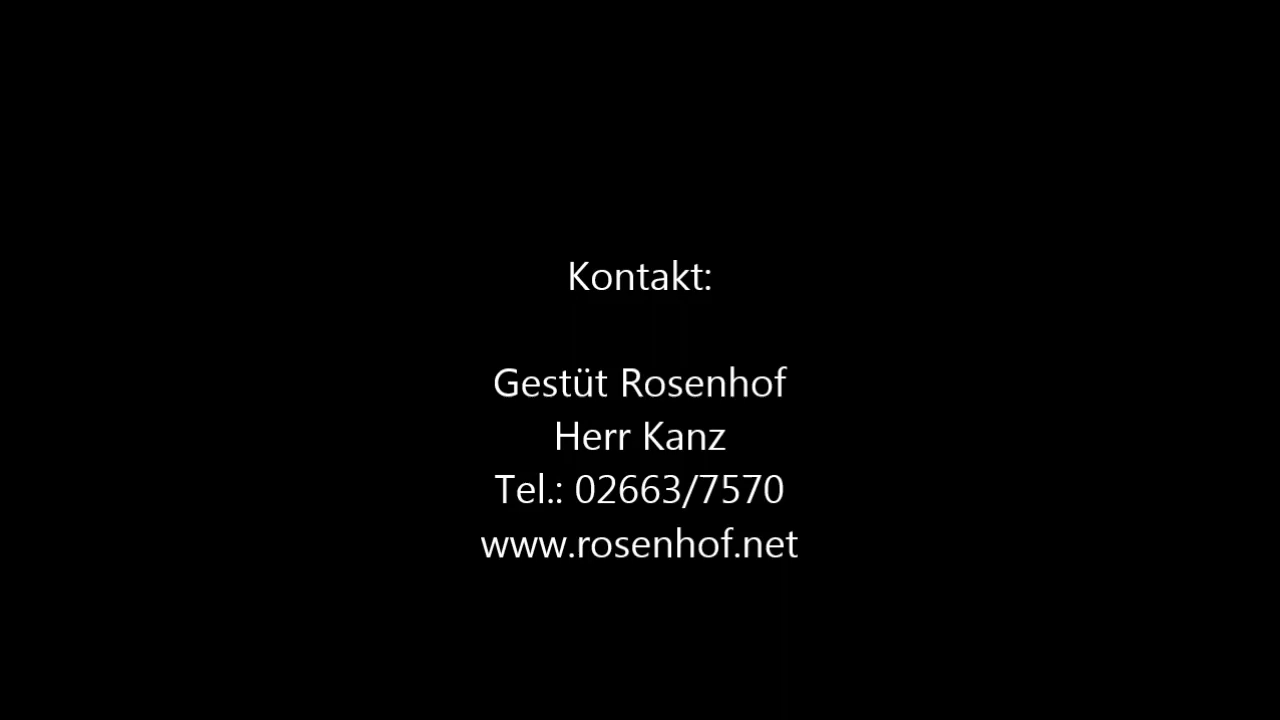 Kontakt:
Gestüt Rosenhof
Herr Kanz
Tel.: 02663/7570
www.rosenhof.net